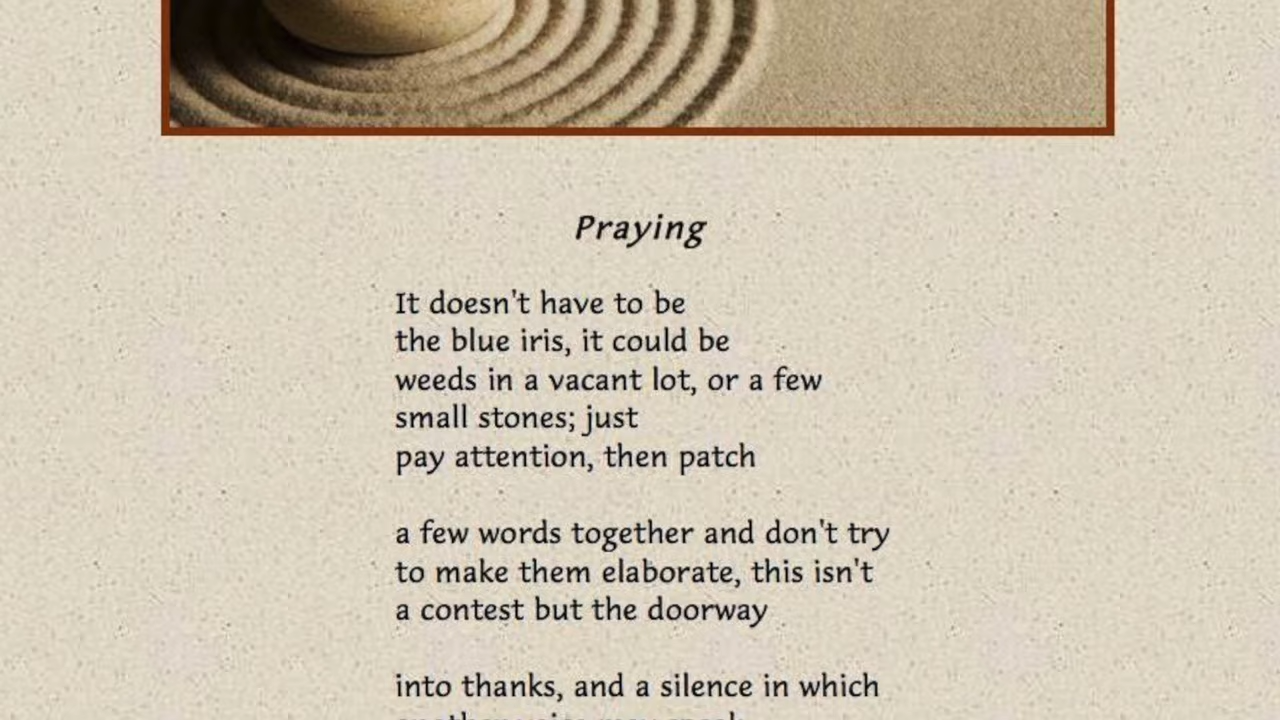 Praying
It doesn't have to be
the blue iris, it could be
weeds in a vacant lot, or a few
small stones; just
pay attention, then patch
a few words together and don't try
to make them elaborate, this isn't
a contest but the doorway
into thanks, and a silence in which